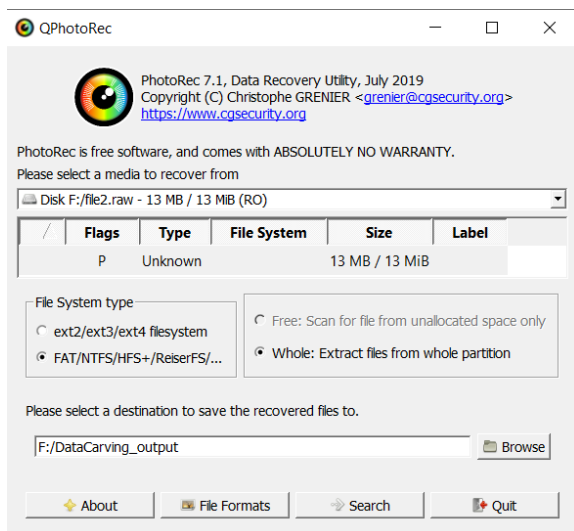 QPhotoRec
PhotoRec 7.1, Data Recovery Utility, July 2019
Copyright (C) Christophe GRENIER <grenier@cgsecurity.org>
https://www.cgsecurity.org
PhotoRec is free software, and comes with ABSOLUTELY NO WARRANTY.
Please select a media to recover from
Disk F:/file2.raw - 13 MB / 13 MiB (RO)
/ Flags Type File System Size Label
P Unknown 13 MB / 13 MiB
File System type
ext2/ext3/ext4 filesystem
FAT/NTFS/HFS+/ReiserFS/...
Free: Scan for file from unallocated space only
Whole: Extract files from whole partition
Please select a destination to save the recovered files to.
F:/DataCarving_output Browse
About File Formats Search Quit